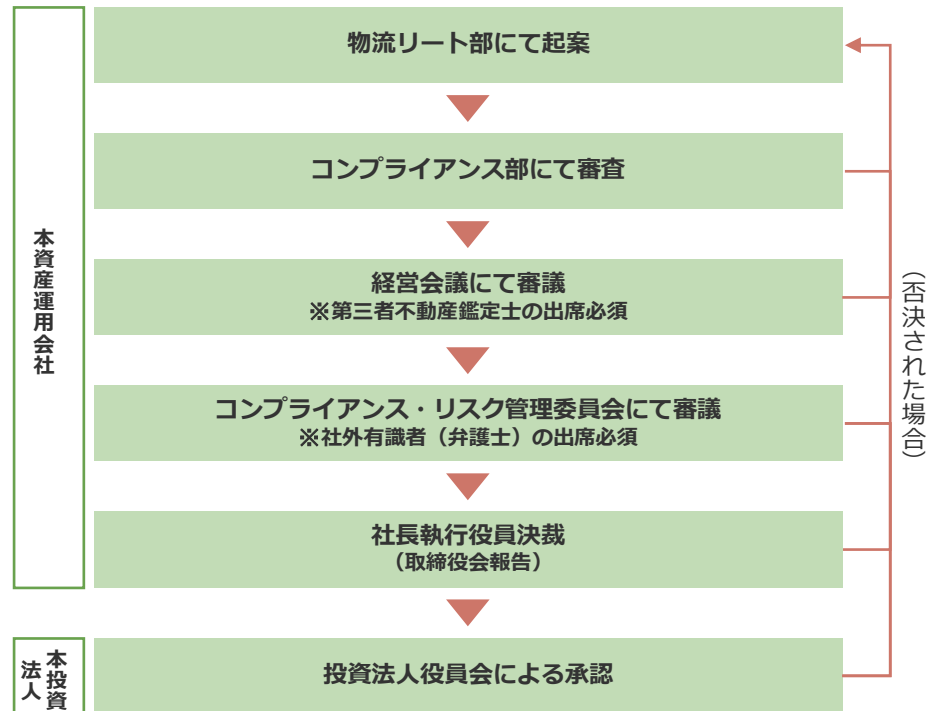 本資産運用会社
物流リート部にて起案
コンプライアンス部にて審査
経営会議にて審議
※第三者不動産鑑定士の出席必須
コンプライアンス・リスク管理委員会にて審議
※社外有識者（弁護士）の出席必須
社長執行役員決裁
（取締役会報告）
（否決された場合）
本投資
法人
投資法人役員会による承認